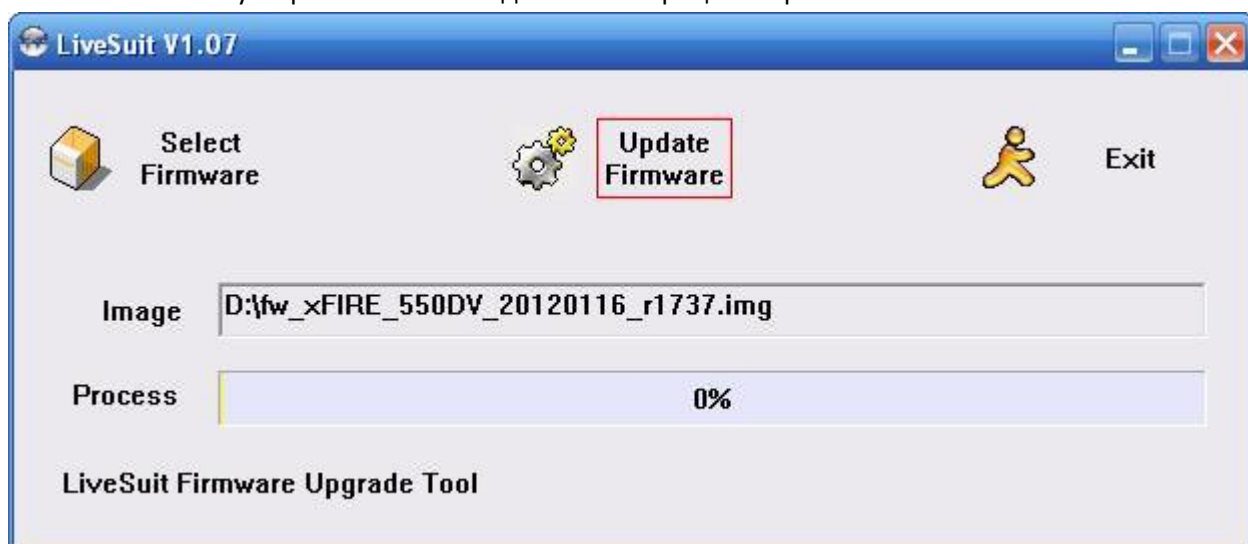 LiveSuit V1.07
Select
Firmware
Update
Firmware
Exit
Image
D:\fw_xFIRE_550DV_20120116_r1737.img
Process
0%
LiveSuit Firmware Upgrade Tool